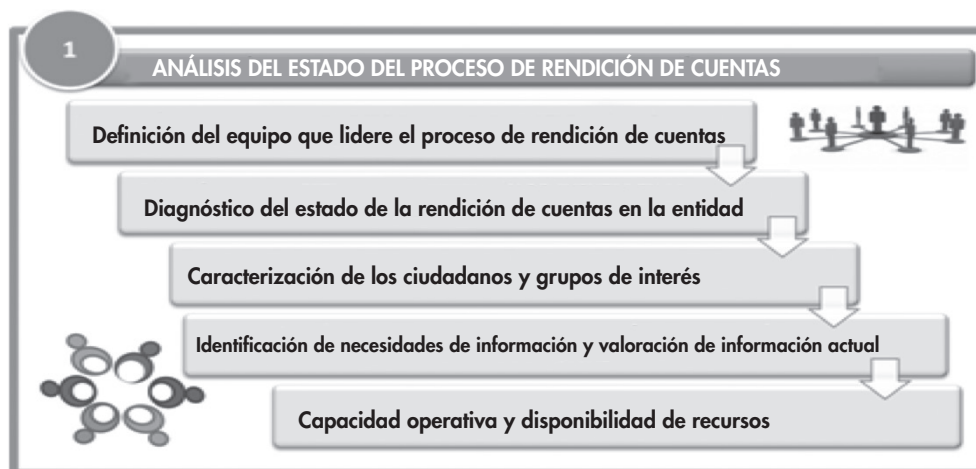 1
ANÁLISIS DEL ESTADO DEL PROCESO DE RENDICIÓN DE CUENTAS
Definición del equipo que lidere el proceso de rendición de cuentas
Diagnóstico del estado de la rendición de cuentas en la entidad
Caracterización de los ciudadanos y grupos de interés
Identificación de necesidades de información y valoración de información actual
Capacidad operativa y disponibilidad de recursos